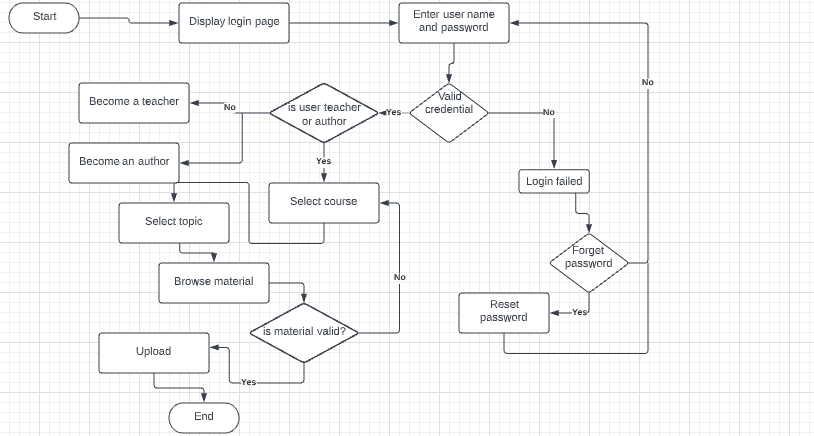 Start
Display login page
Enter user name
and password
No
Become a teacher
No
is user teacher
or author
Yes
Valid
credential
No
Become an author
Yes
Select course
Login failed
Select topic
Forget
password
Browse material
No
Reset
password
Yes
is material valid?
Upload
Yes
End